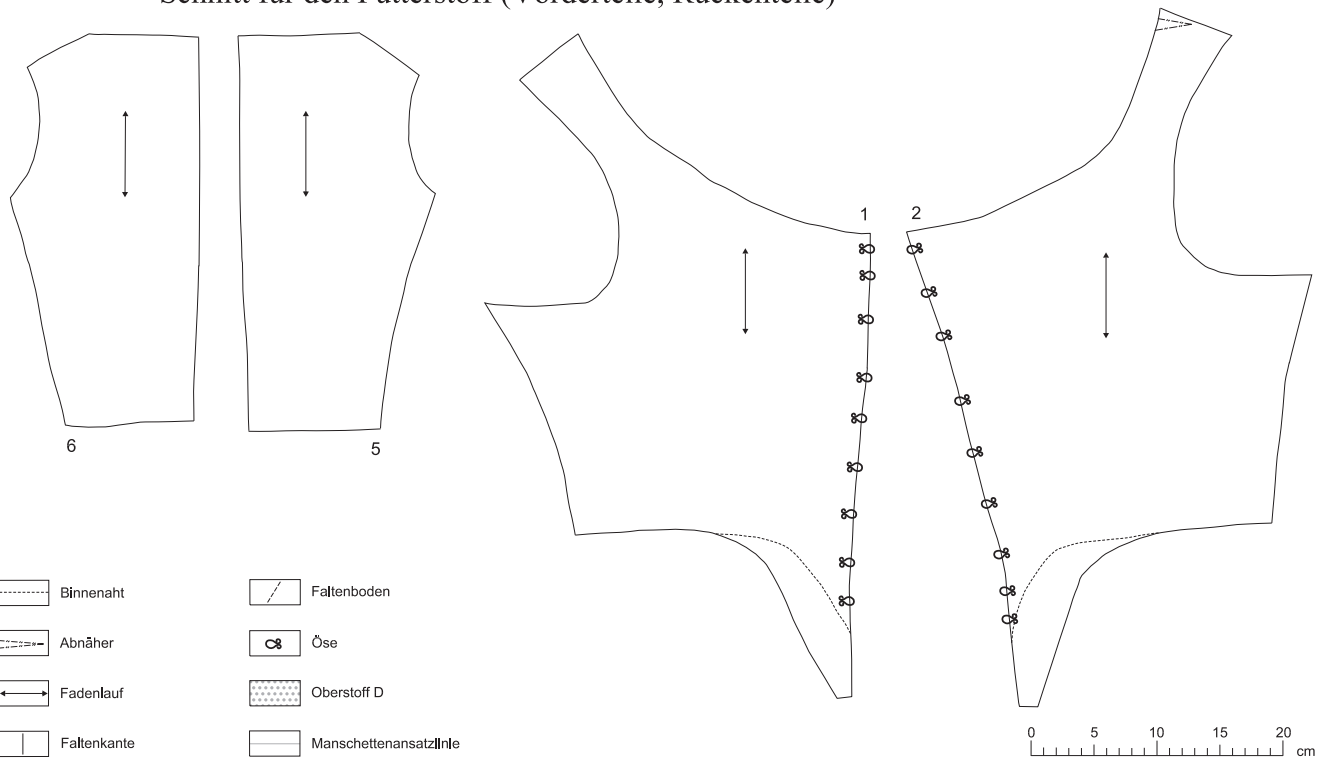 Schnitt für den Futterstoff (Vorderteile, Rückenteile)
1 2
6 5
Binnenaht
Abnäher
Fadenlauf
Faltenkante
Faltenboden
Öse
Oberstoff D
Manschettenansatzlinie
0 5 10 15 20
cm